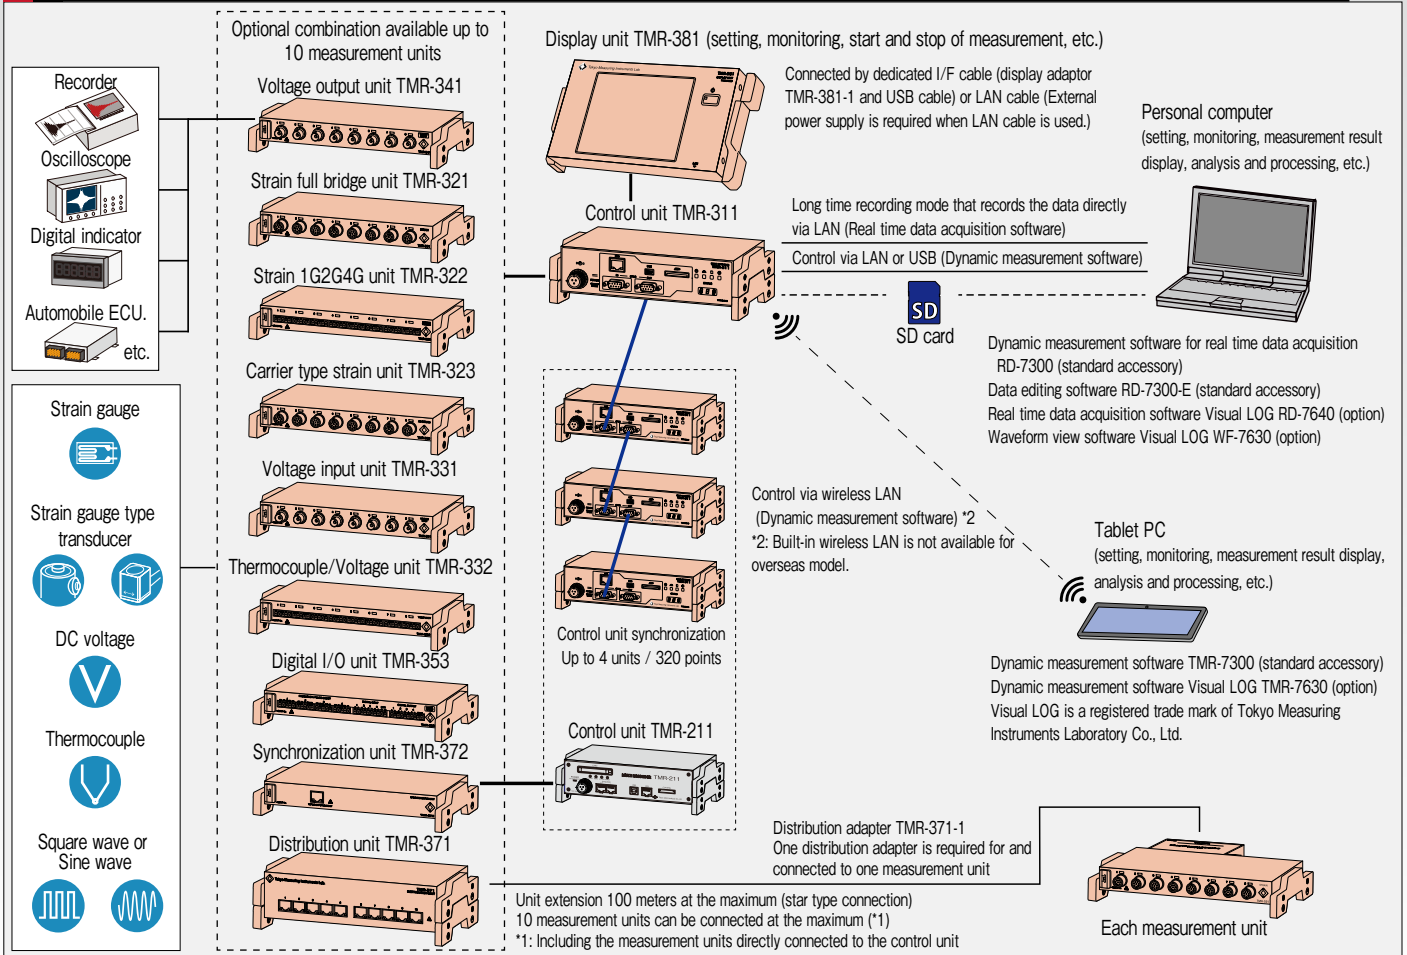 Optional combination available up to
10 measurement units
Recorder
Oscilloscope
Digital indicator
Automobile ECU.
etc.
Voltage output unit TMR-341
Strain full bridge unit TMR-321
Strain 1G2G4G unit TMR-322
Carrier type strain unit TMR-323
Voltage input unit TMR-331
Thermocouple/Voltage unit TMR-332
Digital I/O unit TMR-353
Synchronization unit TMR-372
Distribution unit TMR-371
Strain gauge
Strain gauge type
transducer
DC voltage
Thermocouple
Square wave or
Sine wave
Display unit TMR-381 (setting, monitoring, start and stop of measurement, etc.)
Connected by dedicated I/F cable (display adaptor
TMR-381-1 and USB cable) or LAN cable (External
power supply is required when LAN cable is used.)
Control unit TMR-311
Personal computer
(setting, monitoring, measurement result
display, analysis and processing, etc.)
Long time recording mode that records the data directly
via LAN (Real time data acquisition software)
Control via LAN or USB (Dynamic measurement software)
SD
SD card
Dynamic measurement software for real time data acquisition
RD-7300 (standard accessory)
Data editing software RD-7300-E (standard accessory)
Real time data acquisition software Visual LOG RD-7640 (option)
Waveform view software Visual LOG WF-7630 (option)
Control via wireless LAN
(Dynamic measurement software) *2
*2: Built-in wireless LAN is not available for
overseas model.
Tablet PC
(setting, monitoring, measurement result display,
analysis and processing, etc.)
Dynamic measurement software TMR-7300 (standard accessory)
Dynamic measurement software Visual LOG TMR-7630 (option)
Visual LOG is a registered trade mark of Tokyo Measuring
Instruments Laboratory Co., Ltd.
Control unit synchronization
Up to 4 units / 320 points
Control unit TMR-211
TMR-211
Distribution adapter TMR-371-1
One distribution adapter is required for and
connected to one measurement unit
Unit extension 100 meters at the maximum (star type connection)
10 measurement units can be connected at the maximum (*1)
*1: Including the measurement units directly connected to the control unit
Each measurement unit